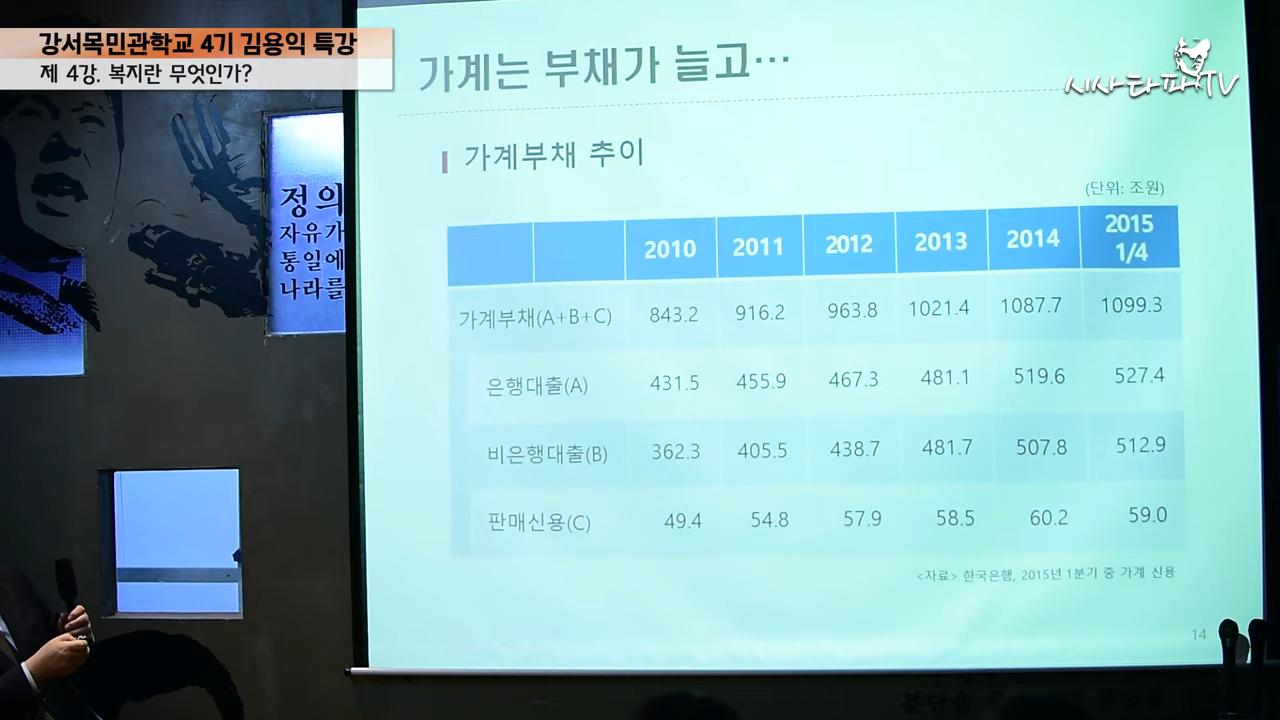 강서목민관학교 4기 김용익 특강
제 4강. 복지란 무엇인가?
시사타파TV
가계는 부채가 늘고…
가계부채 추이
(단위: 조원)
2010 2011 2012 2013 2014 2015 1/4
가계부채(A+B+C) 843.2 916.2 963.8 1021.4 1087.7 1099.3
은행대출(A) 431.5 455.9 467.3 481.1 519.6 527.4
비은행대출(B) 362.3 405.5 438.7 481.7 507.8 512.9
판매신용(C) 49.4 54.8 57.9 58.5 60.2 59.0
<자료> 한국은행, 2015년 1분기 중 가계 신용
14
정의
자유가
통일에
나라를